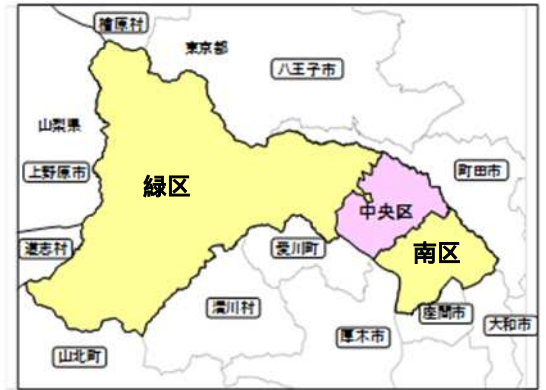 檜原村
東京都
八王子市
山梨県
上野原市
町田市
緑区
中央区
道志村
愛川町
南区
清川村
座間市
大和市
厚木市
山北町